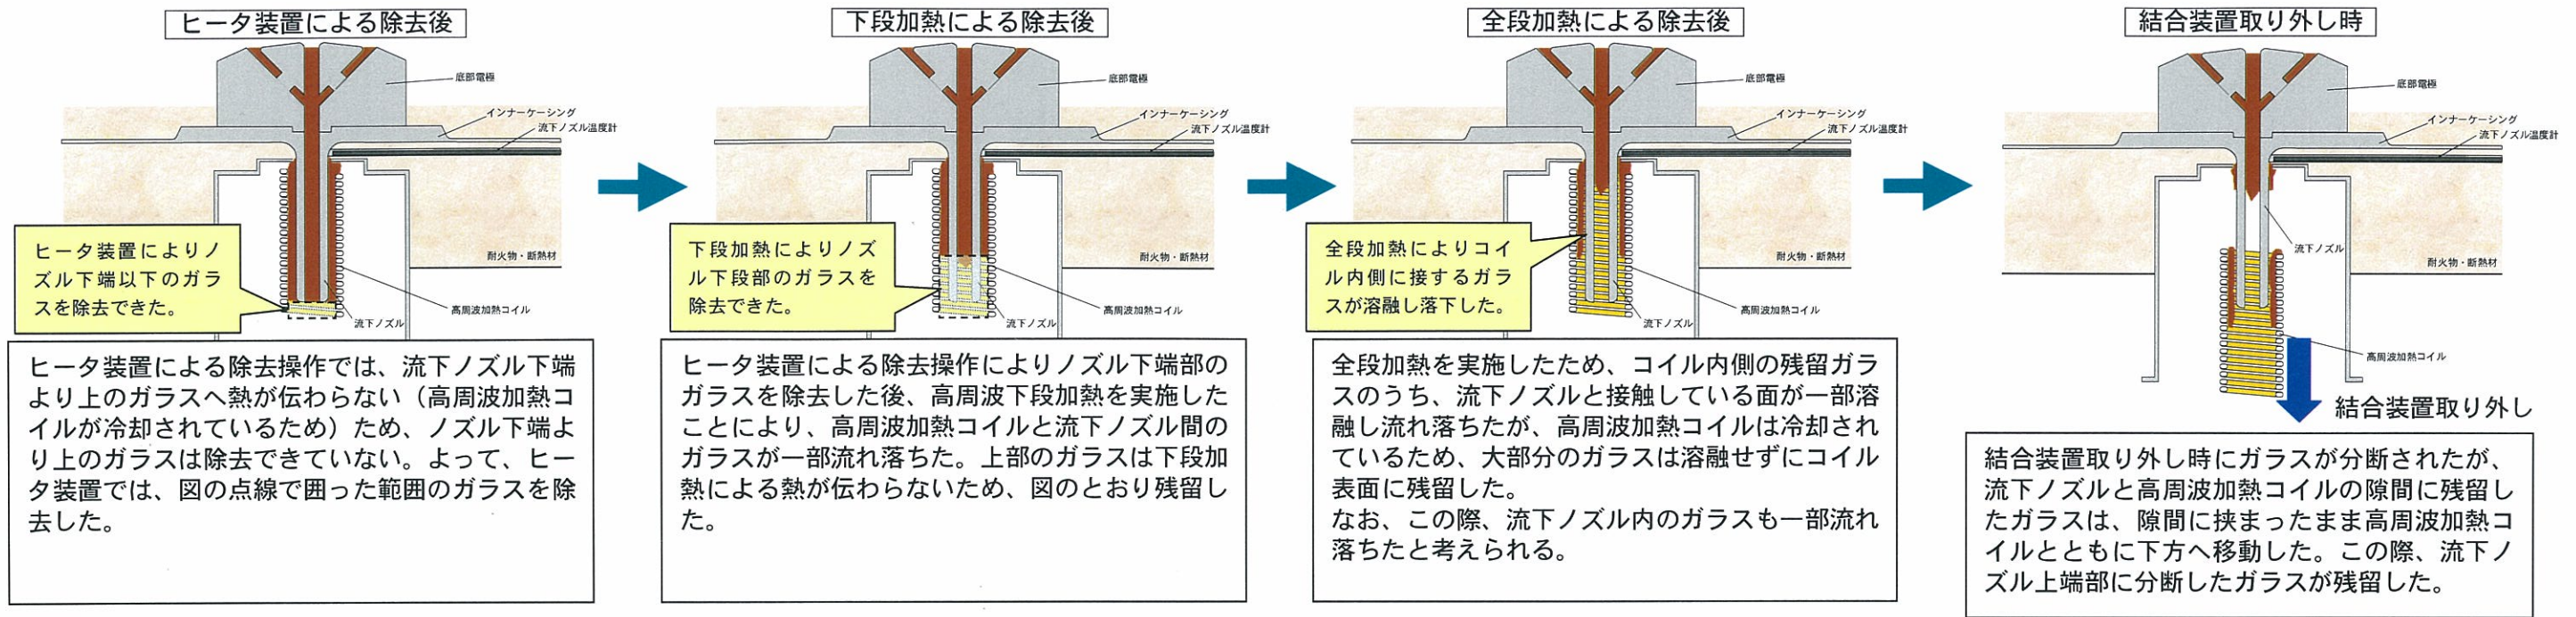 ヒータ装置による除去後
底部電極
インナーケーシング
流下ノズル温度計
耐火物・断熱材
ヒータ装置によりノ
ズル下端以下のガラ
スを除去できた。
高周波加熱コイル
流下ノズル
ヒータ装置による除去操作では、流下ノズル下端
より上のガラスへ熱が伝わらない（高周波加熱コ
イルが冷却されているため）ため、ノズル下端よ
り上のガラスは除去できていない。よって、ヒー
タ装置では、図の点線で囲った範囲のガラスを除
去した。
下段加熱による除去後
底部電極
インナーケーシング
流下ノズル温度計
耐火物・断熱材
下段加熱によりノズ
ル下段部のガラスを
除去できた。
高周波加熱コイル
流下ノズル
ヒータ装置による除去操作によりノズル下端部の
ガラスを除去した後、高周波下段加熱を実施した
ことにより、高周波加熱コイルと流下ノズル間の
ガラスが一部流れ落ちた。上部のガラスは下段加
熱による熱が伝わらないため、図のとおり残留し
た。
全段加熱による除去後
底部電極
インナーケーシング
流下ノズル温度計
耐火物・断熱材
全段加熱によりコイ
ル内側に接するガラ
スが溶融し落下した。
高周波加熱コイル
流下ノズル
全段加熱を実施したため、コイル内側の残留ガラ
スのうち、流下ノズルと接触している面が一部溶
融し流れ落ちたが、高周波加熱コイルは冷却され
ているため、大部分のガラスは溶融せずにコイル
表面に残留した。
なお、この際、流下ノズル内のガラスも一部流れ
落ちたと考えられる。
結合装置取り外し時
底部電極
インナーケーシング
流下ノズル温度計
流下ノズル
耐火物・断熱材
高周波加熱コイル
結合装置取り外し
結合装置取り外し時にガラスが分断されたが、
流下ノズルと高周波加熱コイルの隙間に残留し
たガラスは、隙間に挟まったまま高周波加熱コ
イルとともに下方へ移動した。この際、流下ノ
ズル上端部に分断したガラスが残留した。